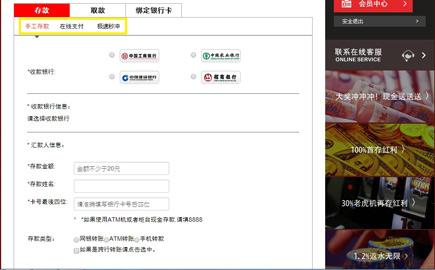 存款 取款 绑定银行卡
手工存款 在线支付 极速秒冲
中国工商银行 中国农业银行
*收款银行
中国建设银行 招商银行
* 收款银行信息:
请选择收款银行
* 汇款人信息:
*存款金额: 金额不少于20元
*存款姓名:
*卡号最后四位: 请准确填写银行卡号后四位
* *如果使用ATM机或者柜台现金存款,请填8888
存款类型: 网银转账 ATM转账 手机转款
如果是跨行转账请点击选中。
会员中心 〉
安全退出 〉
联系在线客服
ONLINE SERVICE
大奖冲冲冲!现金送送送 〉
100%首存红利 〉
30%老虎机再存红利 〉
1.2%返水无限 〉